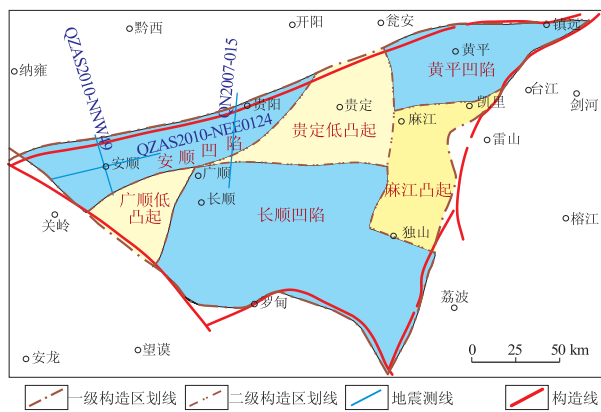 黔西
开阳
瓮安
镇远
QZAS2010-NNW49
QN2007-015
黄平
黄平凹陷
纳雍
台江
剑河
贵阳
贵定
凯里
麻江
贵定低凸起
QZAS2010-NEE0124
雷山
安顺凹陷
安顺
广顺
麻江凸起
广顺低
凸起
长顺
长顺凹陷
关岭
榕江
独山
罗甸
荔波
安龙
望谟
0 25 50 km
一级构造区划线
二级构造区划线
地震测线
构造线